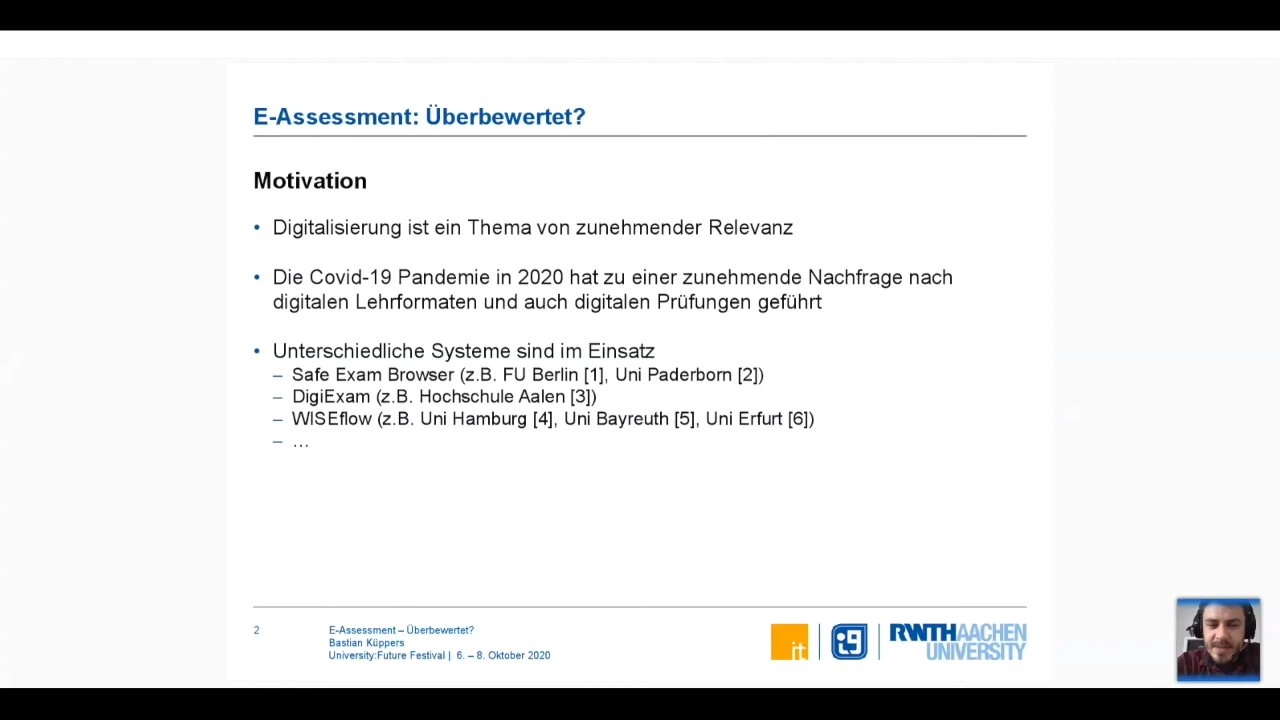 E-Assessment: Überbewertet?
Motivation
• Digitalisierung ist ein Thema von zunehmender Relevanz
• Die Covid-19 Pandemie in 2020 hat zu einer zunehmende Nachfrage nach
digitalen Lehrformaten und auch digitalen Prüfungen geführt
• Unterschiedliche Systeme sind im Einsatz
– Safe Exam Browser (z.B. FU Berlin [1], Uni Paderborn [2])
– DigiExam (z.B. Hochschule Aalen [3])
– WISEflow (z.B. Uni Hamburg [4], Uni Bayreuth [5], Uni Erfurt [6])
– …
2
E-Assessment – Überbewertet?
Bastian Küppers
University:Future Festival | 6. – 8. Oktober 2020
it
RWTHAACHEN
UNIVERSITY